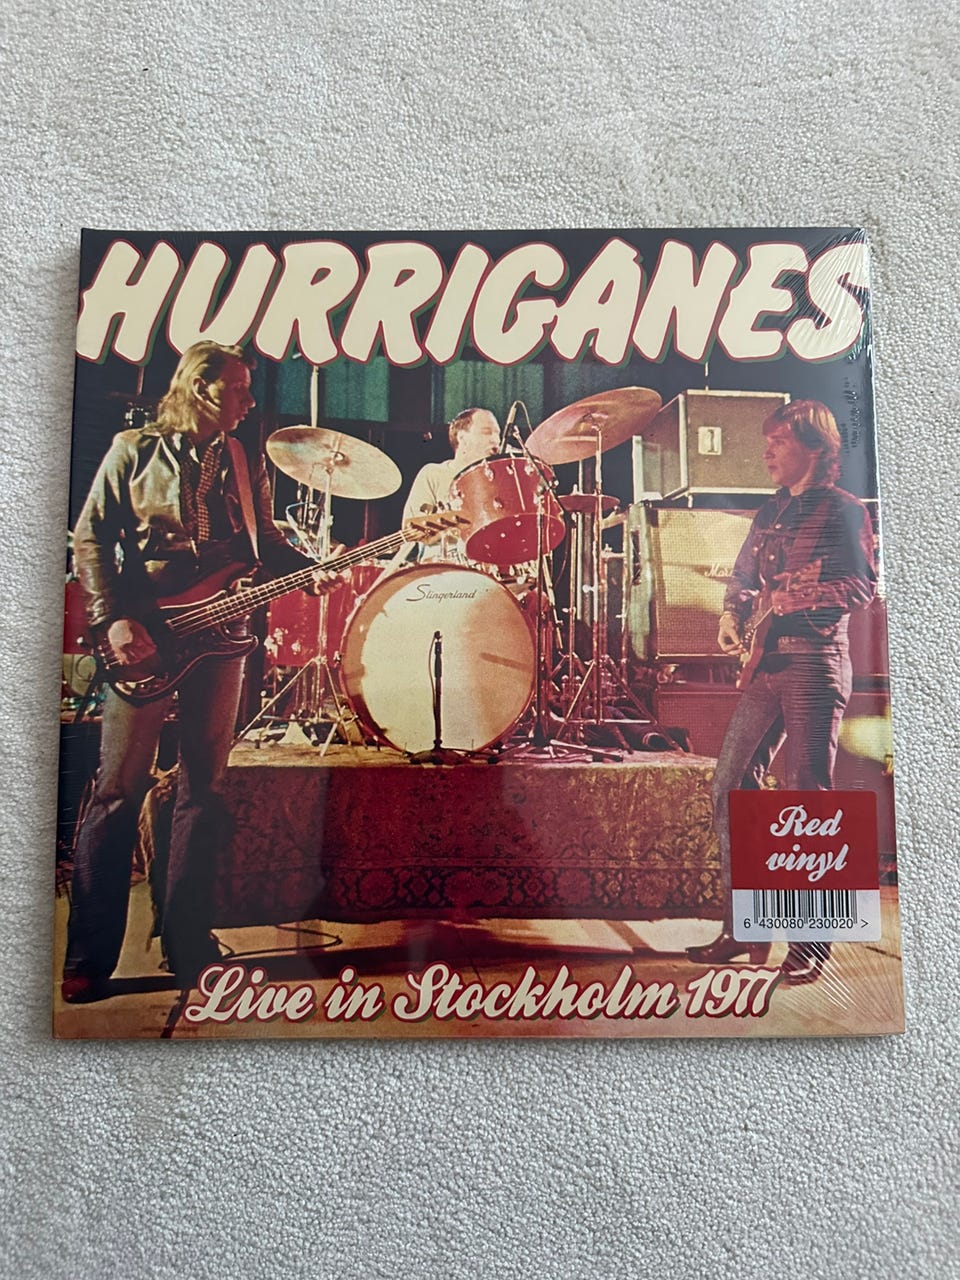 HURRIGANES
Slingerland
Red
vinyl
6 430080 230020 >
Live in Stockholm 1977